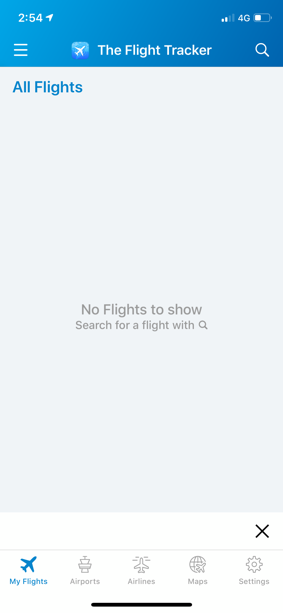 2:54
4G
The Flight Tracker
All Flights
No Flights to show
Search for a flight with
My Flights
Airports
Airlines
Maps
Settings